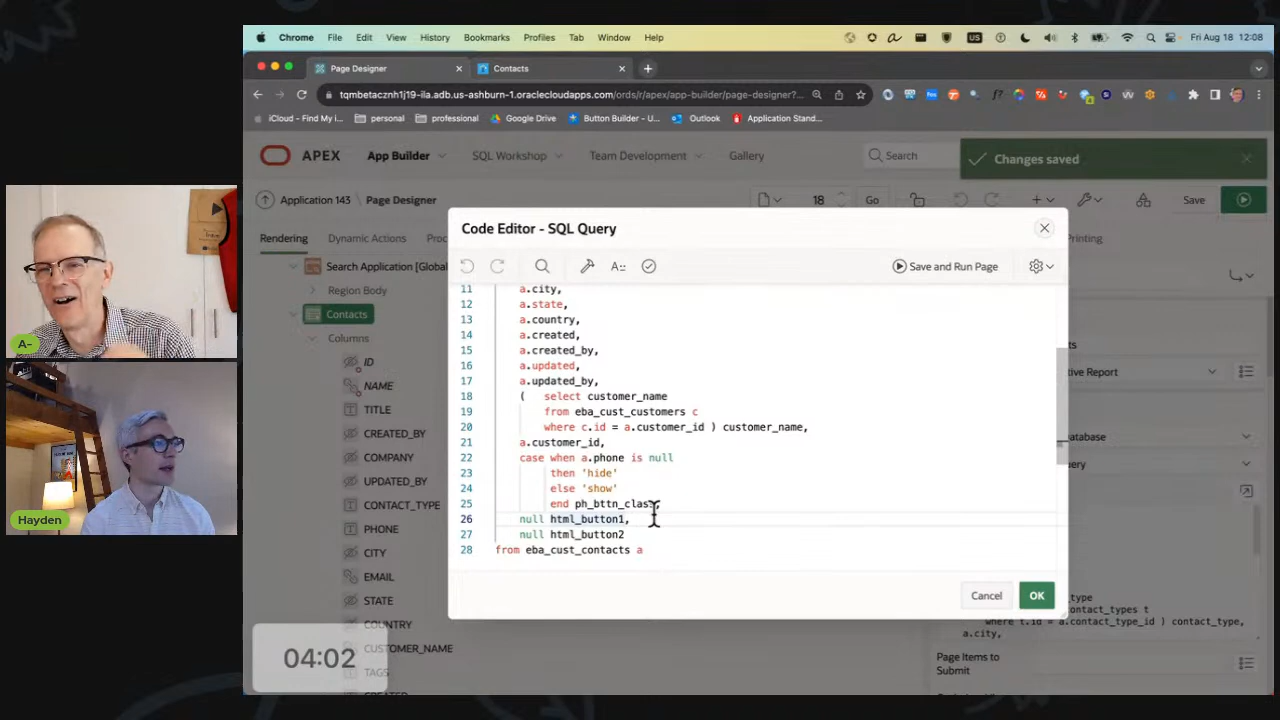 Chrome File Edit View History Bookmarks Profiles Tab Window Help
US Fri Aug 18 12:08
Page Designer
Contacts
tqmbetacznh1j19-ila.adb.us-ashburn-1.oraclecloudapps.com/ords/r/apex/app-builder/page-designer?...
iCloud - Find My i... personal professional Google Drive Button Builder - U... Outlook Application Stand...
APEX App Builder SQL Workshop Team Development Gallery Search
Changes saved
Application 143 / Page Designer 18 Go Save
Rendering Dynamic Actions
Search Application [Global
Region Body
Contacts
Columns
ID
NAME
TITLE
CREATED_BY
COMPANY
UPDATED_BY
CONTACT_TYPE
PHONE
CITY
EMAIL
STATE
COUNTRY
CUSTOMER_NAME
TAGS
Code Editor - SQL Query
Save and Run Page
11 a.city,
12 a.state,
13 a.country,
14 a.created,
15 a.created_by,
16 a.updated,
17 a.updated_by,
18 ( select customer_name
19 from eba_cust_customers c
20 where c.id = a.customer_id ) customer_name,
21 a.customer_id,
22 case when a.phone is null
23 then 'hide'
24 else 'show'
25 end ph_bttn_class,
26 null html_button1,
27 null html_button2
28 from eba_cust_contacts a
Cancel OK
where t.id = a.contact_type_id ) contact_type,
a.city,
Page Items to
Submit
A-
Hayden
04:02